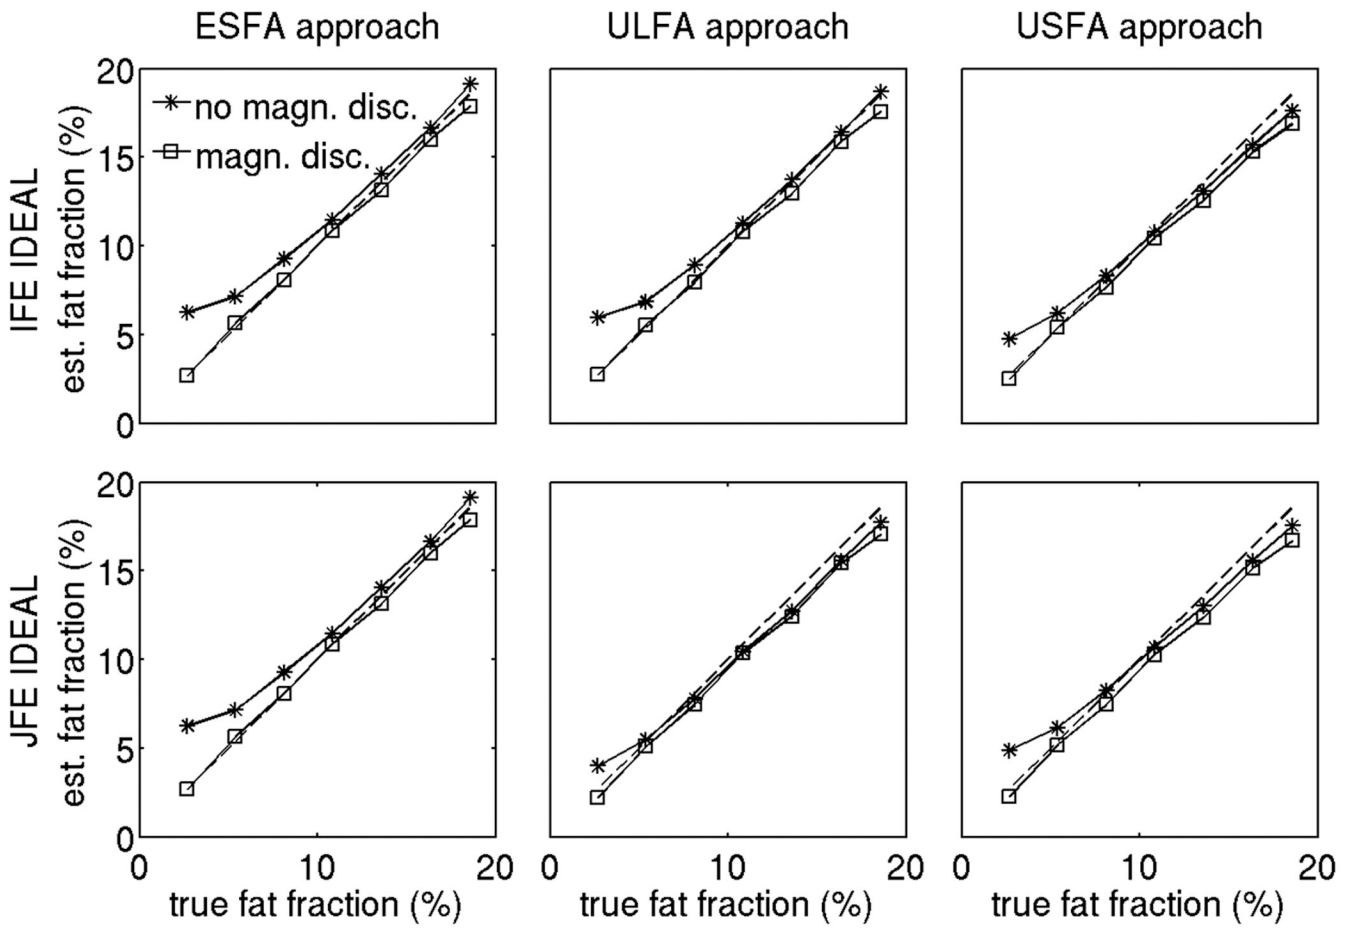 ESFA approach
ULFA approach
USFA approach
IFE IDEAL
est. fat fraction (%)
20
15
10
5
0
no magn. disc.
magn. disc.
JFE IDEAL
est. fat fraction (%)
20
15
10
5
0
0 10 20
0 10 20
0 10 20
true fat fraction (%)
true fat fraction (%)
true fat fraction (%)